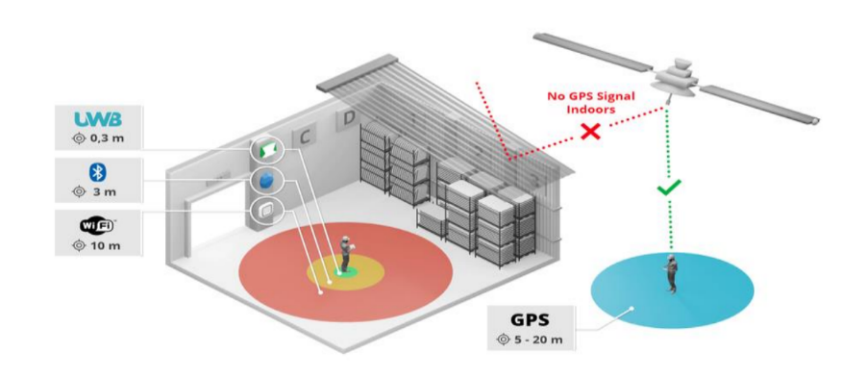 UWB
0,3 m
3 m
WiFi
10 m
C
D
No GPS Signal
Indoors
GPS
5 - 20 m